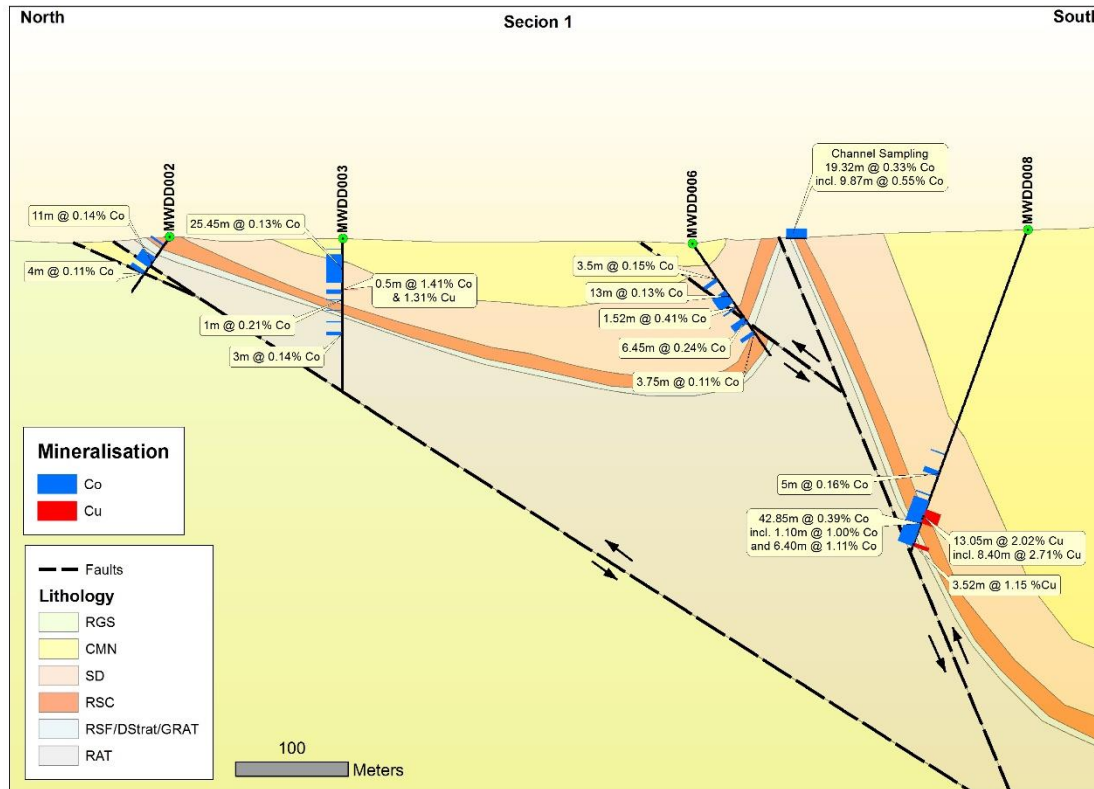 North
Secion 1
South
MWDD002
MWDD003
MWDD006
MWDD008
Channel Sampling
19.32m @ 0.33% Co
incl. 9.87m @ 0.55% Co
11m @ 0.14% Co
4m @ 0.11% Co
25.45m @ 0.13% Co
0.5m @ 1.41% Co
& 1.31% Cu
1m @ 0.21% Co
3m @ 0.14% Co
3.5m @ 0.15% Co
13m @ 0.13% Co
1.52m @ 0.41% Co
6.45m @ 0.24% Co
3.75m @ 0.11% Co
5m @ 0.16% Co
42.85m @ 0.39% Co
incl. 1.10m @ 1.00% Co
and 6.40m @ 1.11% Co
13.05m @ 2.02% Cu
incl. 8.40m @ 2.71% Cu
3.52m @ 1.15 %Cu
Mineralisation
Co
Cu
Faults
Lithology
RGS
CMN
SD
RSC
RSF/DStrat/GRAT
RAT
100
Meters